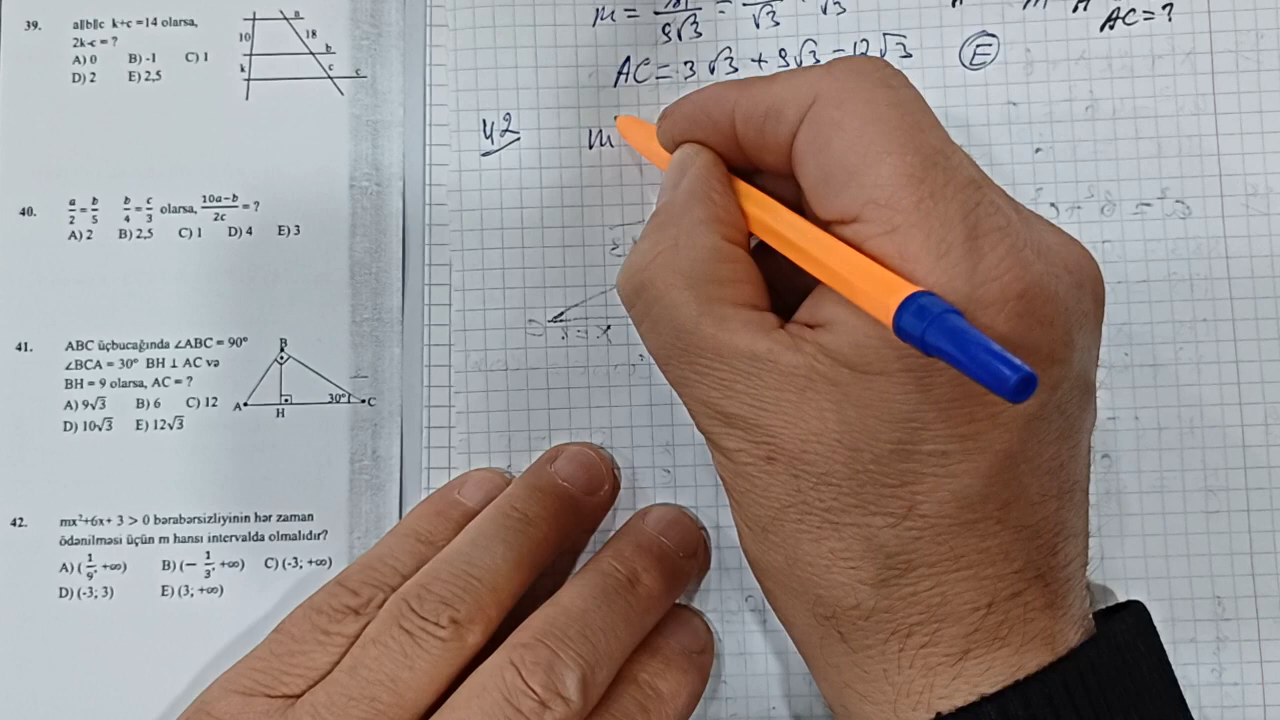 39. a||b||c k+c =14 olarsa,
2k-c = ?
A) 0 B) -1 C) 1
D) 2 E) 2,5
10 18 a
b
k c c
40. a/2 = b/5 b/4 = c/3 olarsa, 10a-b/2c = ?
A) 2 B) 2,5 C) 1 D) 4 E) 3
41. ABC üçbucağında ∠ABC = 90°
∠BCA = 30° BH ⊥ AC və
BH = 9 olarsa, AC = ?
A) 9√3 B) 6 C) 12
D) 10√3 E) 12√3
B
A H 30° C
42. mx²+6x+ 3 > 0 bərabərsizliyinin hər zaman
ödənilməsi üçün m hansı intervalda olmalıdır?
A) (1/9, +∞) B) (- 1/3, +∞) C) (-3; +∞)
D) (-3; 3) E) (3; +∞)
AC = ?
AC = 3√3 + 9√3 = 12√3 E
42 m